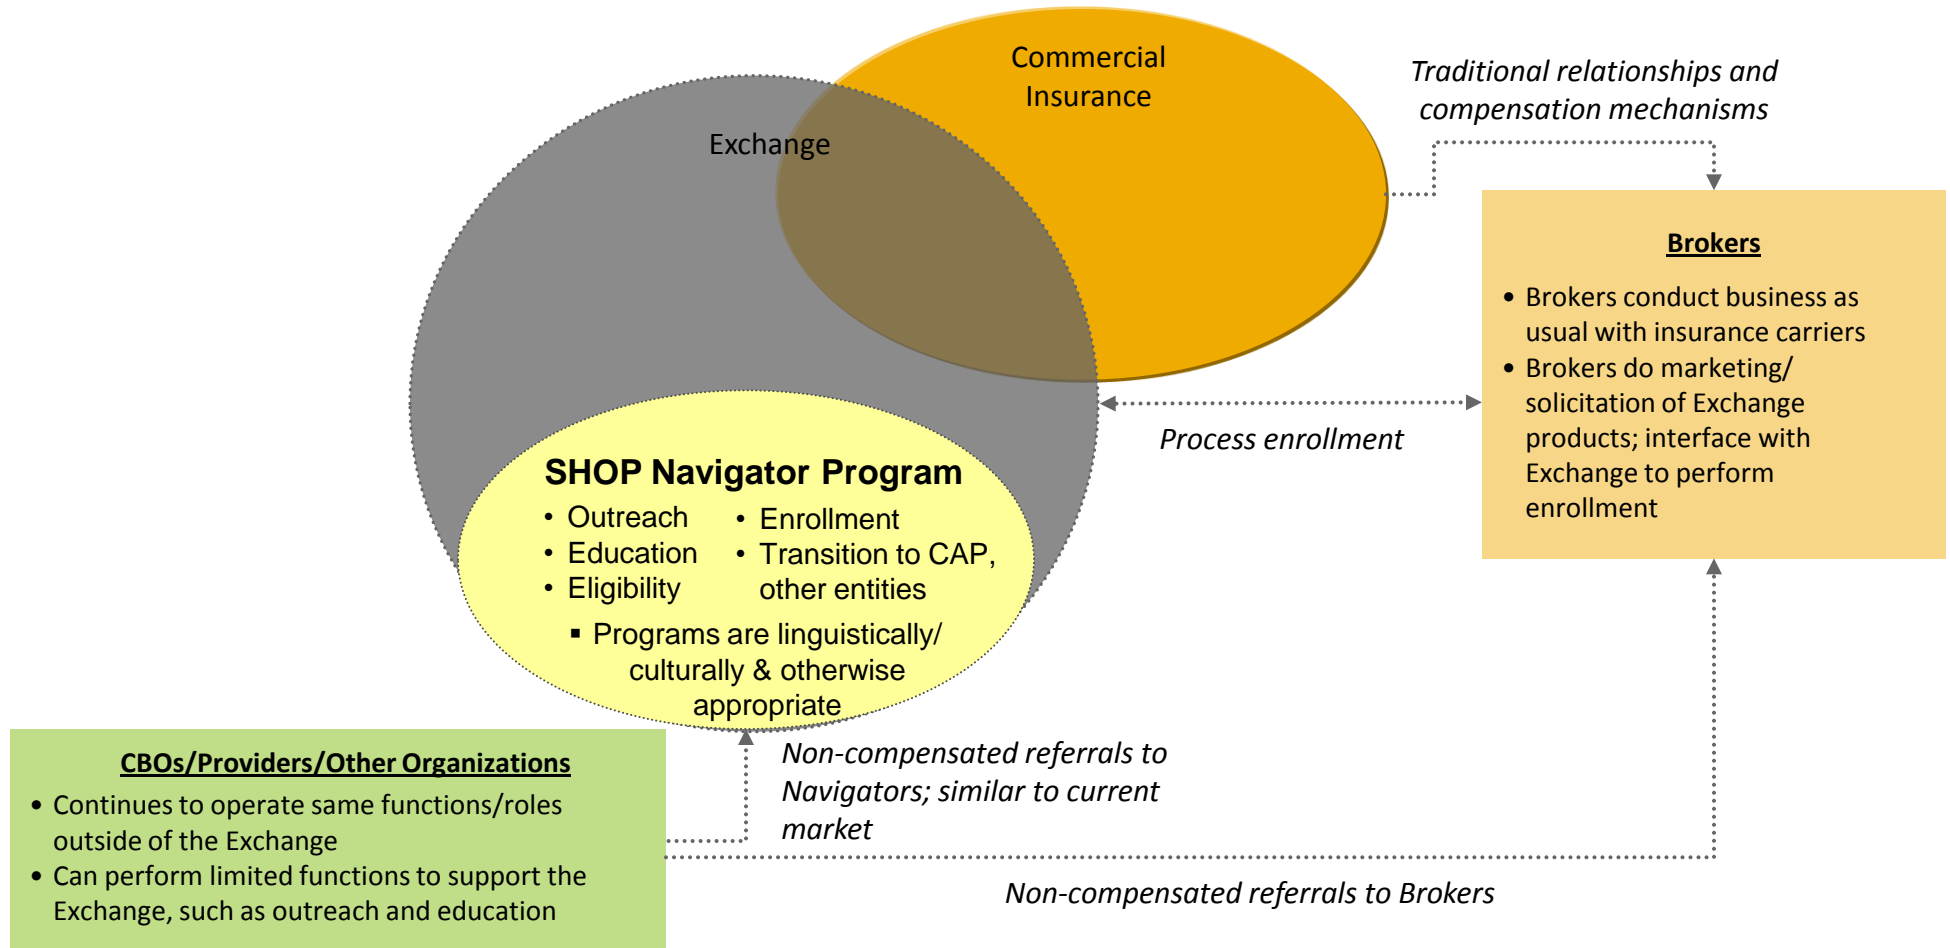 Commercial
Insurance
Exchange
Traditional relationships and
compensation mechanisms
Brokers
• Brokers conduct business as
usual with insurance carriers
• Brokers do marketing/
solicitation of Exchange
products; interface with
Exchange to perform
enrollment
Process enrollment
SHOP Navigator Program
• Outreach
• Education
• Eligibility
• Enrollment
• Transition to CAP,
other entities
▪ Programs are linguistically/
culturally & otherwise
appropriate
CBOs/Providers/Other Organizations
• Continues to operate same functions/roles
outside of the Exchange
• Can perform limited functions to support the
Exchange, such as outreach and education
Non-compensated referrals to
Navigators; similar to current
market
Non-compensated referrals to Brokers